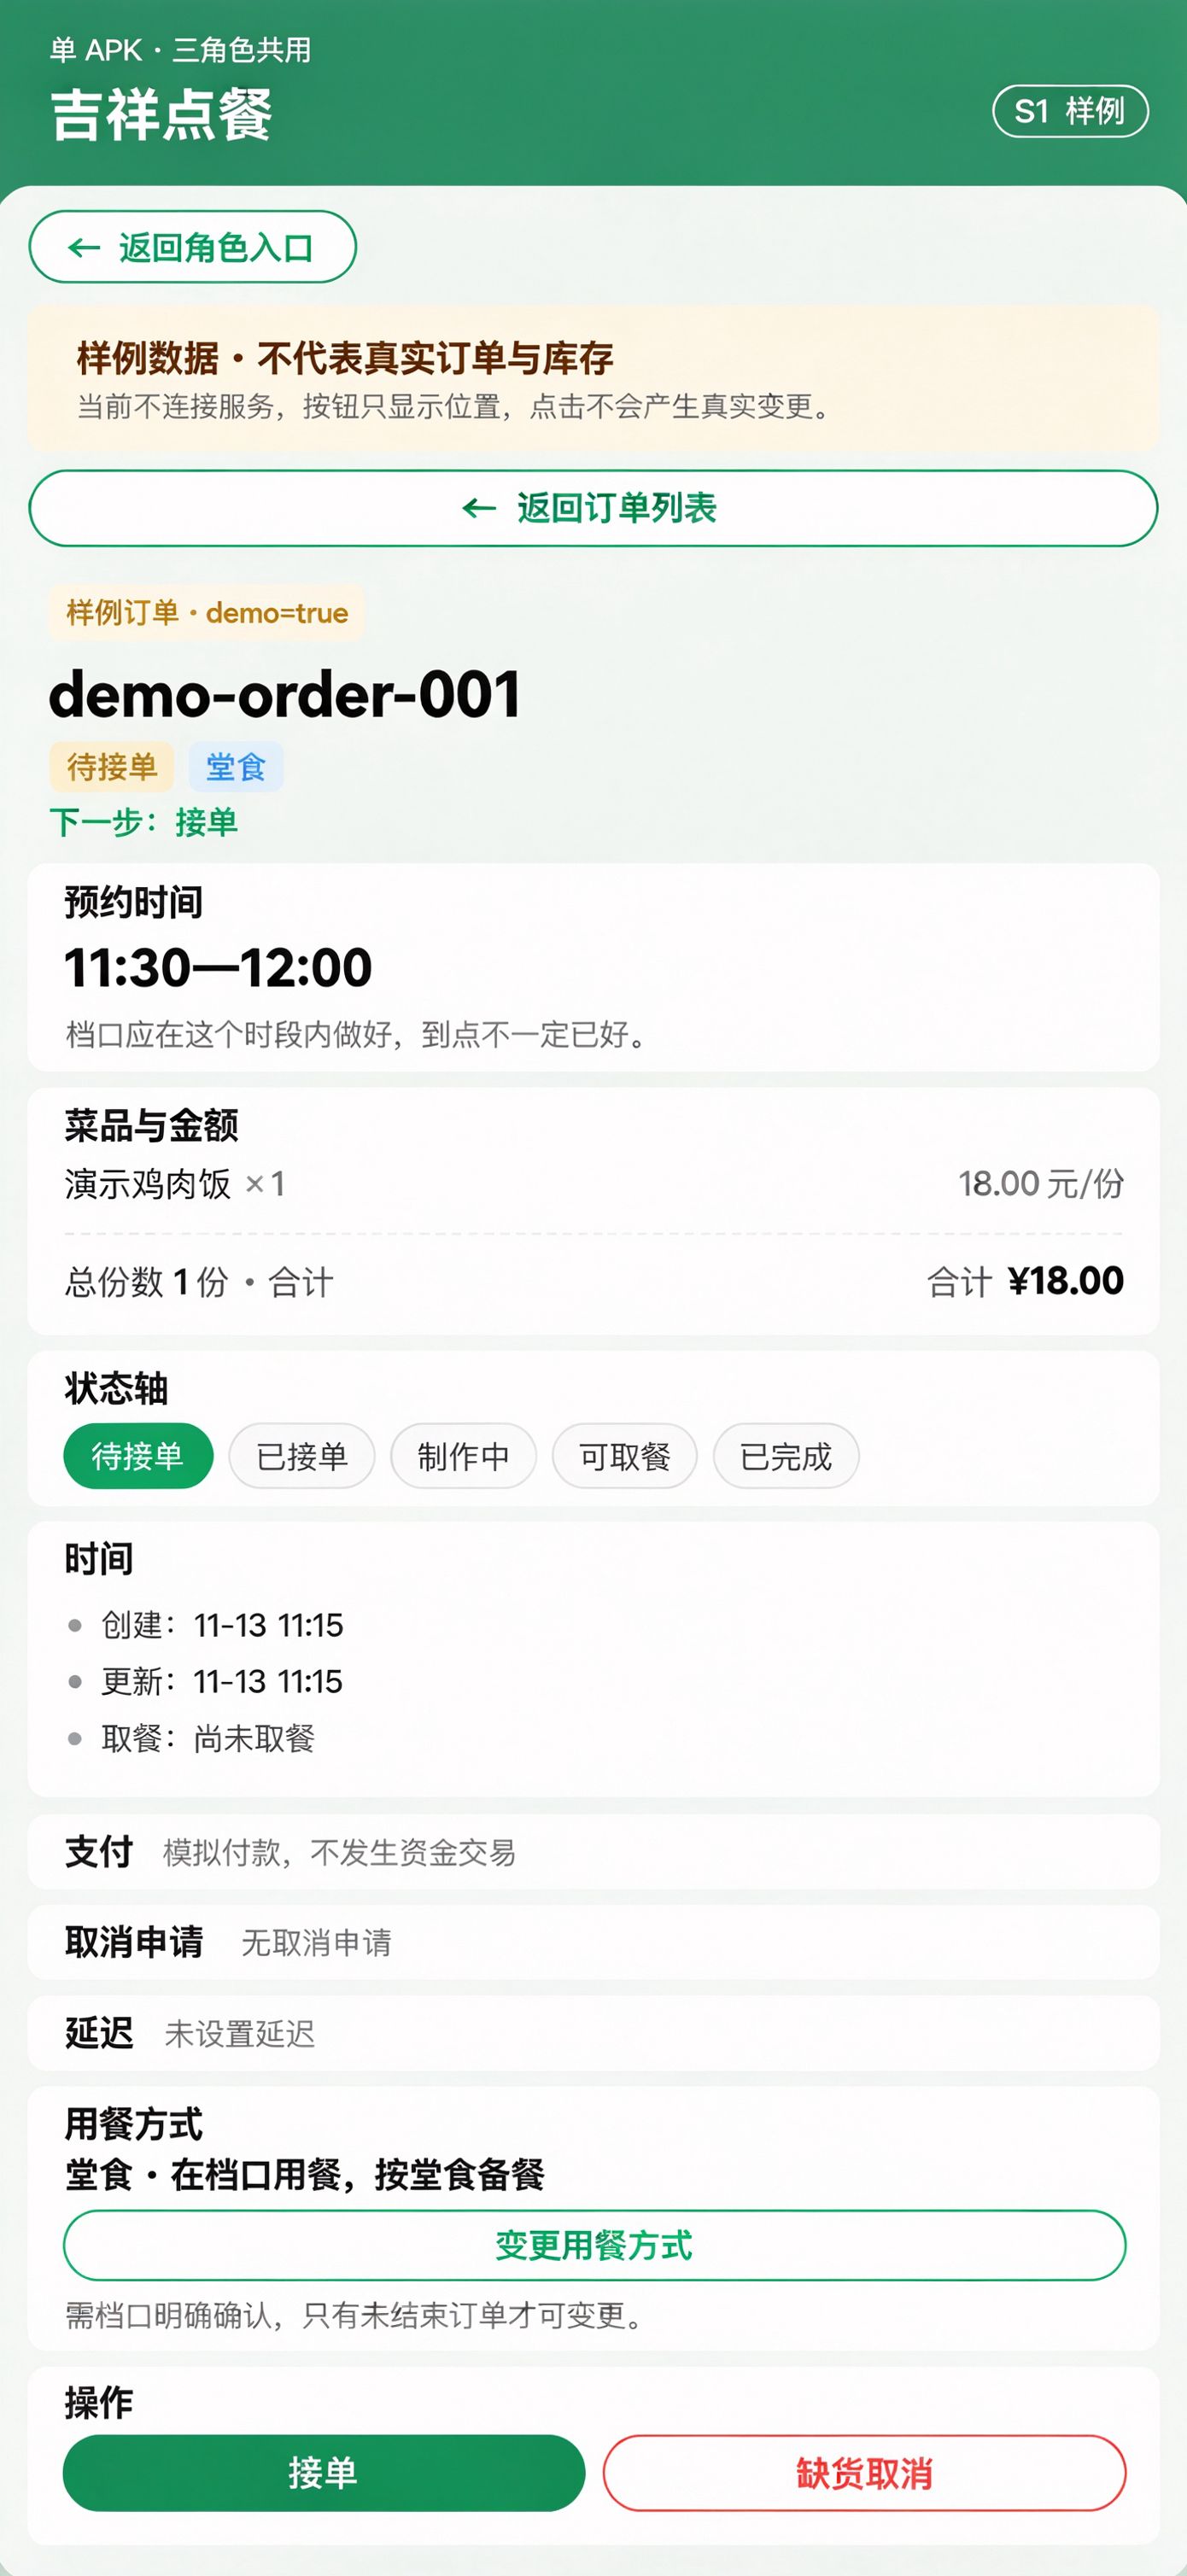 单 APK · 三角色共用
吉祥点餐
S1 样例
← 返回角色入口
样例数据 · 不代表真实订单与库存
当前不连接服务，按钮只显示位置，点击不会产生真实变更。
← 返回订单列表
样例订单 · demo=true
demo-order-001
待接单 堂食
下一步：接单
预约时间
11:30—12:00
档口应在这个时段内做好，到点不一定已好。
菜品与金额
演示鸡肉饭 ×1 18.00 元/份
总份数 1 份 · 合计 合计 ¥18.00
状态轴
待接单 已接单 制作中 可取餐 已完成
时间
• 创建：11-13 11:15
• 更新：11-13 11:15
• 取餐：尚未取餐
支付 模拟付款，不发生资金交易
取消申请 无取消申请
延迟 未设置延迟
用餐方式
堂食 · 在档口用餐，按堂食备餐
变更用餐方式
需档口明确确认，只有未结束订单才可变更。
操作
接单 缺货取消